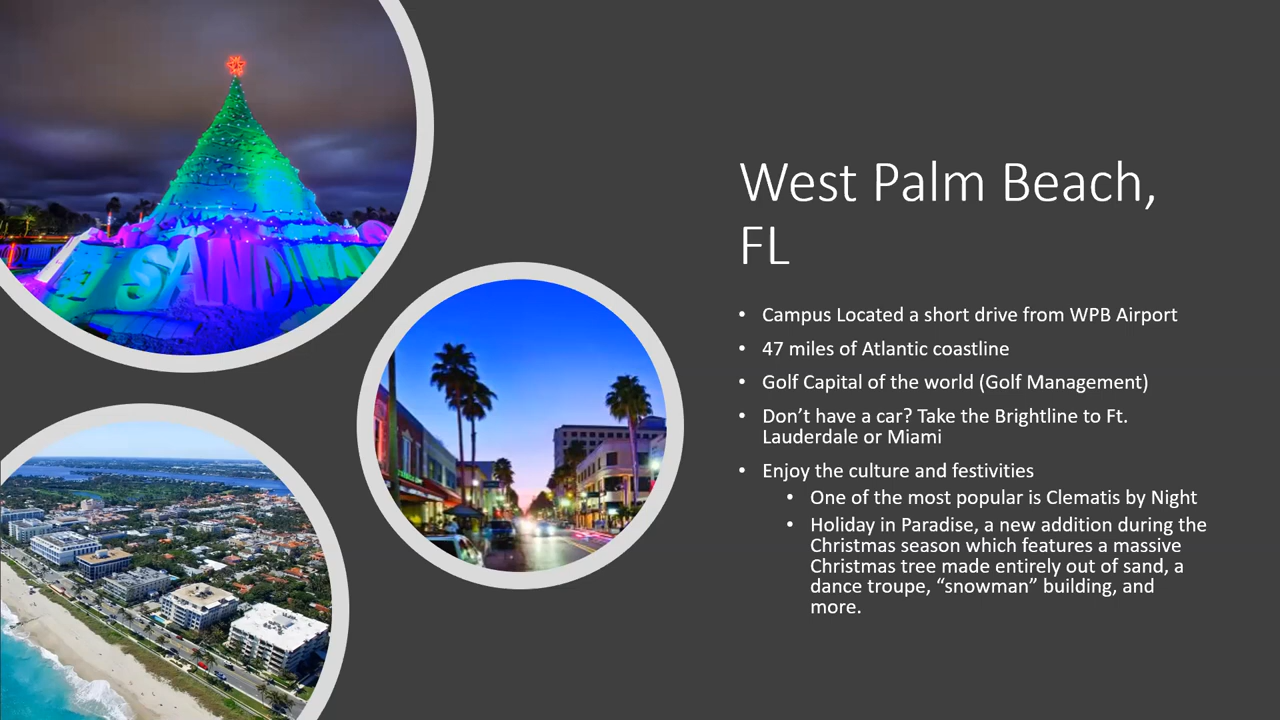 SAND
West Palm Beach,
FL
• Campus Located a short drive from WPB Airport
• 47 miles of Atlantic coastline
• Golf Capital of the world (Golf Management)
• Don’t have a car? Take the Brightline to Ft.
Lauderdale or Miami
• Enjoy the culture and festivities
• One of the most popular is Clematis by Night
• Holiday in Paradise, a new addition during the
Christmas season which features a massive
Christmas tree made entirely out of sand, a
dance troupe, “snowman” building, and
more.